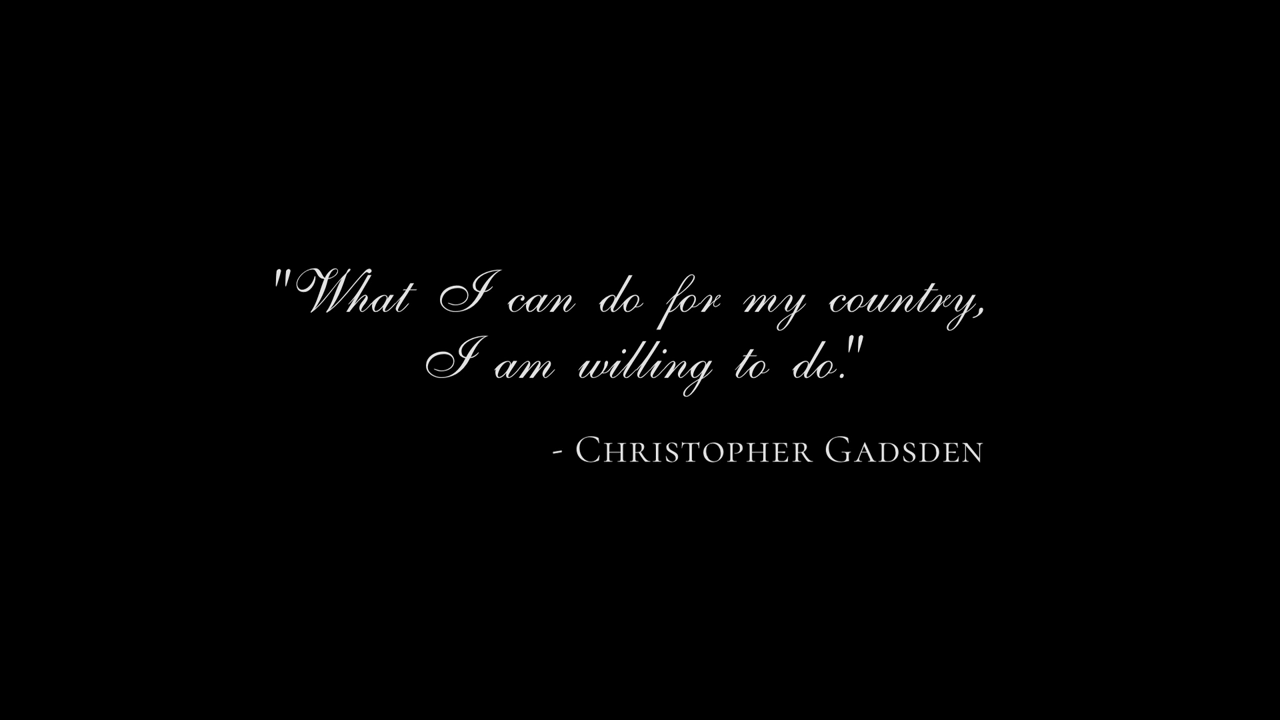 "What I can do for my country,
I am willing to do."
- Christopher Gadsden